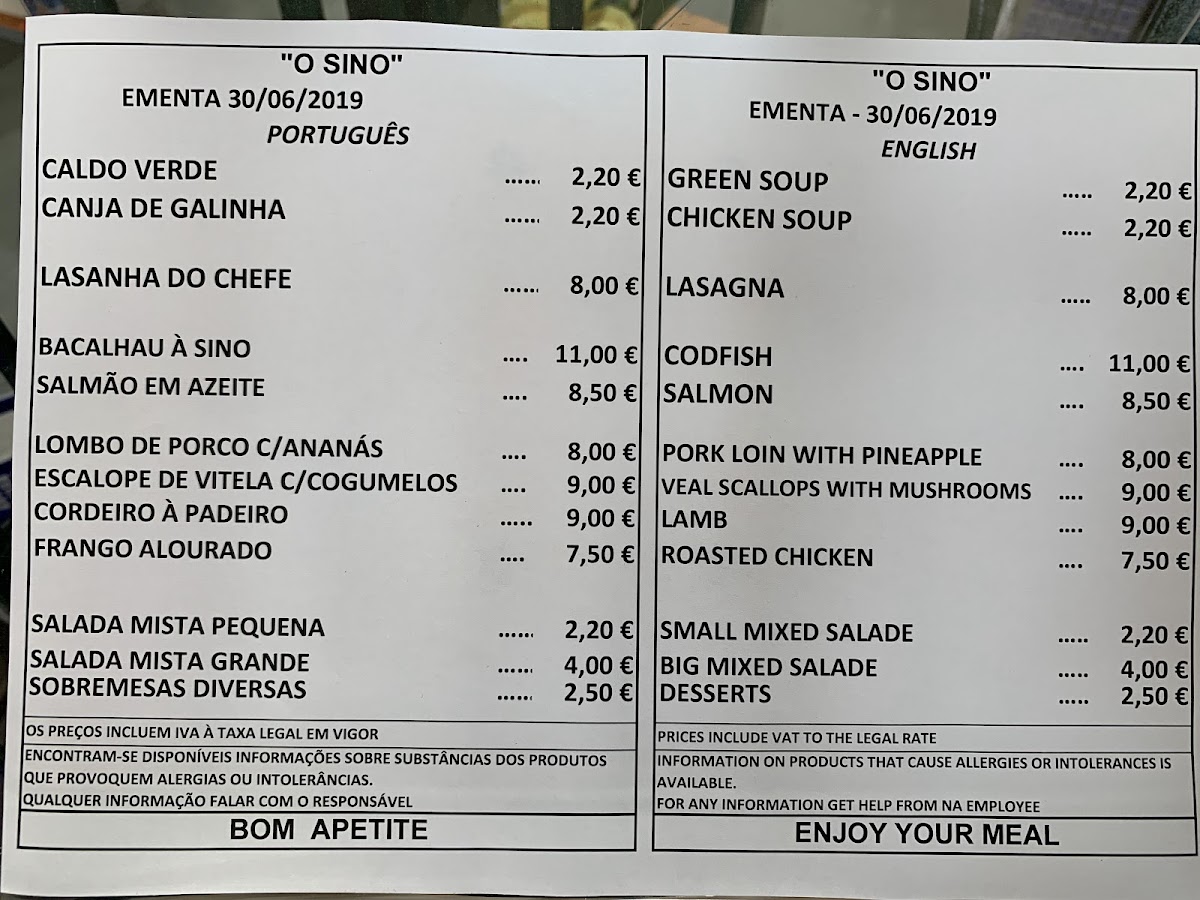 "O SINO"
EMENTA 30/06/2019
PORTUGUÊS
CALDO VERDE ...... 2,20 €
CANJA DE GALINHA ...... 2,20 €
LASANHA DO CHEFE ...... 8,00 €
BACALHAU À SINO .... 11,00 €
SALMÃO EM AZEITE .... 8,50 €
LOMBO DE PORCO C/ANANÁS .... 8,00 €
ESCALOPE DE VITELA C/COGUMELOS .... 9,00 €
CORDEIRO À PADEIRO ..... 9,00 €
FRANGO ALOURADO .... 7,50 €
SALADA MISTA PEQUENA ...... 2,20 €
SALADA MISTA GRANDE ...... 4,00 €
SOBREMESAS DIVERSAS ...... 2,50 €
OS PREÇOS INCLUEM IVA À TAXA LEGAL EM VIGOR
ENCONTRAM-SE DISPONÍVEIS INFORMAÇÕES SOBRE SUBSTÂNCIAS DOS PRODUTOS
QUE PROVOQUEM ALERGIAS OU INTOLERÂNCIAS.
QUALQUER INFORMAÇÃO FALAR COM O RESPONSÁVEL
BOM APETITE
"O SINO"
EMENTA - 30/06/2019
ENGLISH
GREEN SOUP ..... 2,20 €
CHICKEN SOUP ..... 2,20 €
LASAGNA ..... 8,00 €
CODFISH .... 11,00 €
SALMON .... 8,50 €
PORK LOIN WITH PINEAPPLE .... 8,00 €
VEAL SCALLOPS WITH MUSHROOMS .... 9,00 €
LAMB .... 9,00 €
ROASTED CHICKEN .... 7,50 €
SMALL MIXED SALADE ..... 2,20 €
BIG MIXED SALADE ..... 4,00 €
DESSERTS ..... 2,50 €
PRICES INCLUDE VAT TO THE LEGAL RATE
INFORMATION ON PRODUCTS THAT CAUSE ALLERGIES OR INTOLERANCES IS
AVAILABLE.
FOR ANY INFORMATION GET HELP FROM NA EMPLOYEE
ENJOY YOUR MEAL